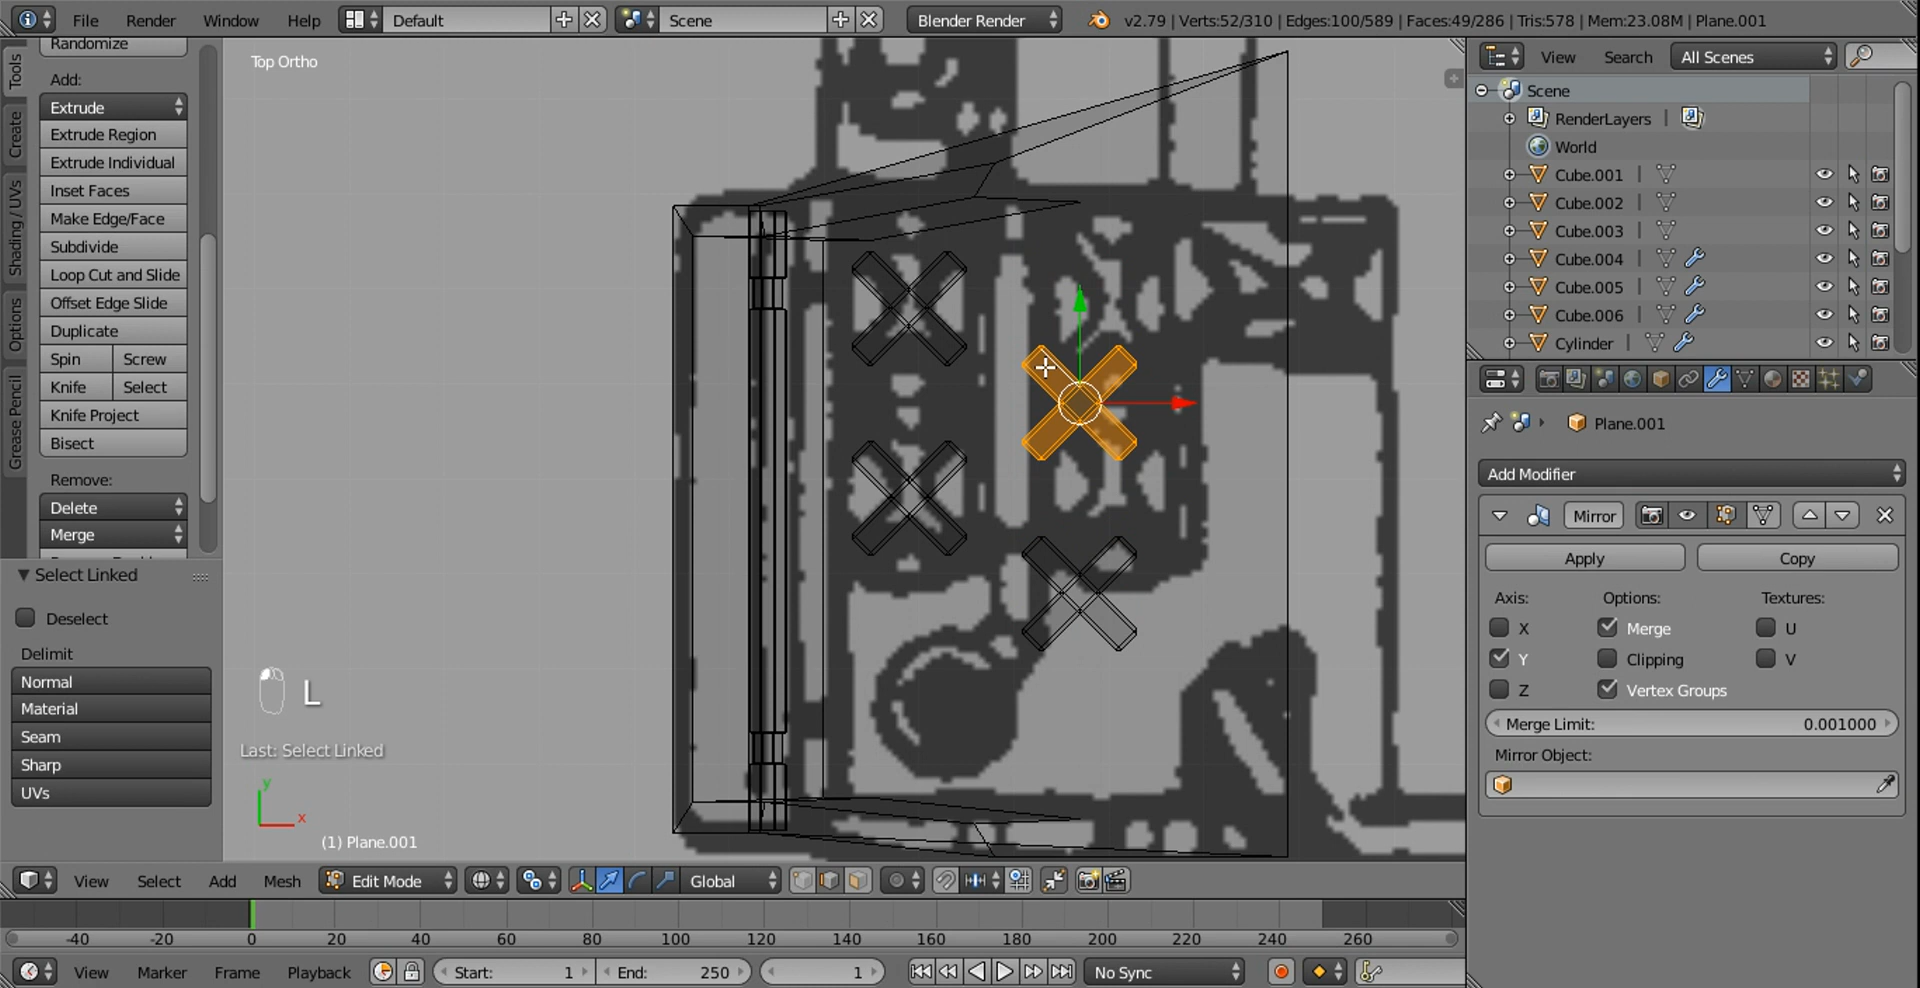 File Render Window Help Default Scene Blender Render v2.79 | Verts:52/310 | Edges:100/589 | Faces:49/286 | Tris:578 | Mem:23.08M | Plane.001
Tools
Create
Shading / UVs
Options
Grease Pencil
Randomize
Add:
Extrude
Extrude Region
Extrude Individual
Inset Faces
Make Edge/Face
Subdivide
Loop Cut and Slide
Offset Edge Slide
Duplicate
Spin Screw
Knife Select
Knife Project
Bisect
Remove:
Delete
Merge
Select Linked
Deselect
Delimit
Normal
Material
Seam
Sharp
UVs
Top Ortho
L
Last: Select Linked
y
x
(1) Plane.001
View Select Add Mesh Edit Mode Global
-40 -20 0 20 40 60 80 100 120 140 160 180 200 220 240 260
View Marker Frame Playback Start: 1 End: 250 1 No Sync
View Search All Scenes
Scene
RenderLayers |
World
Cube.001 |
Cube.002 |
Cube.003 |
Cube.004 |
Cube.005 |
Cube.006 |
Cylinder |
Plane.001
Add Modifier
Mirror
Apply Copy
Axis: Options: Textures:
X Merge U
Y Clipping V
Z Vertex Groups
Merge Limit: 0.001000
Mirror Object: